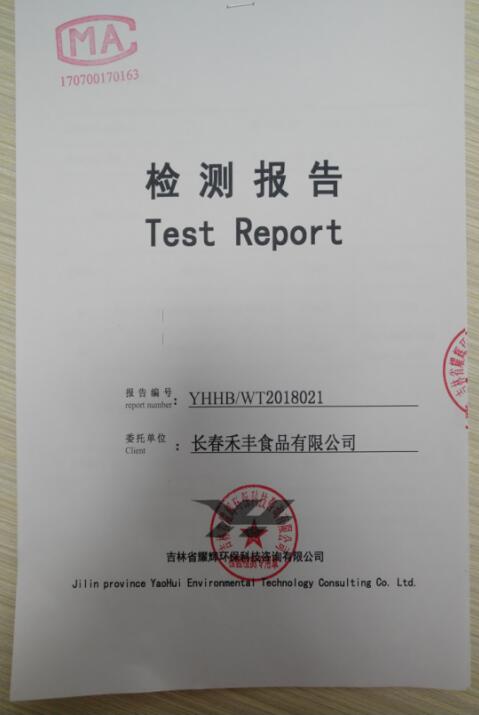 MA
170700170163
检测报告
Test Report
报告编号
report number
: YHHB/WT2018021
委托单位
Client
: 长春禾丰食品有限公司
吉林省耀辉环保科技咨询有限公司
Jilin province YaoHui Environmental Technology Consulting Co. Ltd.